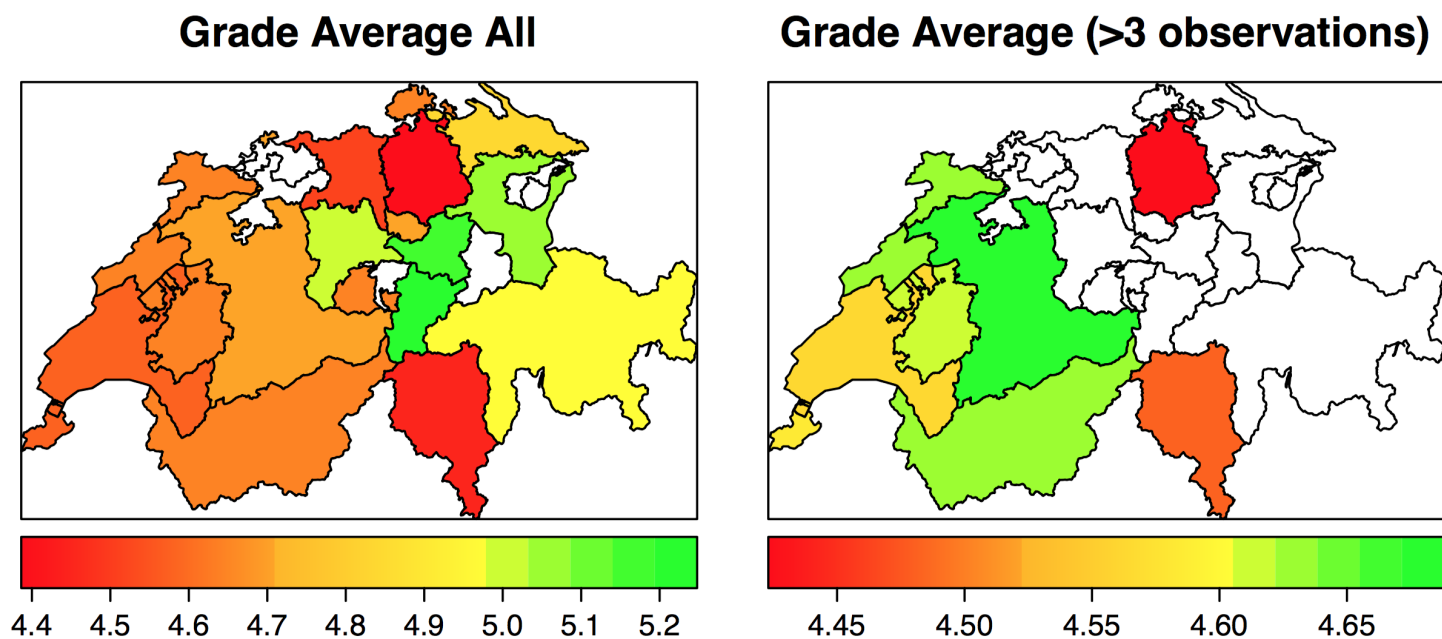 Grade Average All
Grade Average (>3 observations)
4.4 4.5 4.6 4.7 4.8 4.9 5.0 5.1 5.2
4.45 4.50 4.55 4.60 4.65